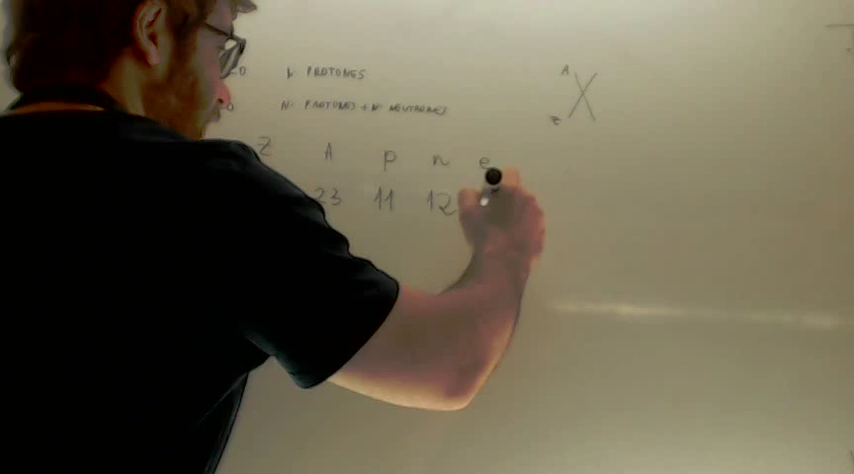 O Nº PROTONES
O Nº PROTONES + Nº NEUTRONES
A
X
Z
Z A P n e
23 11 12